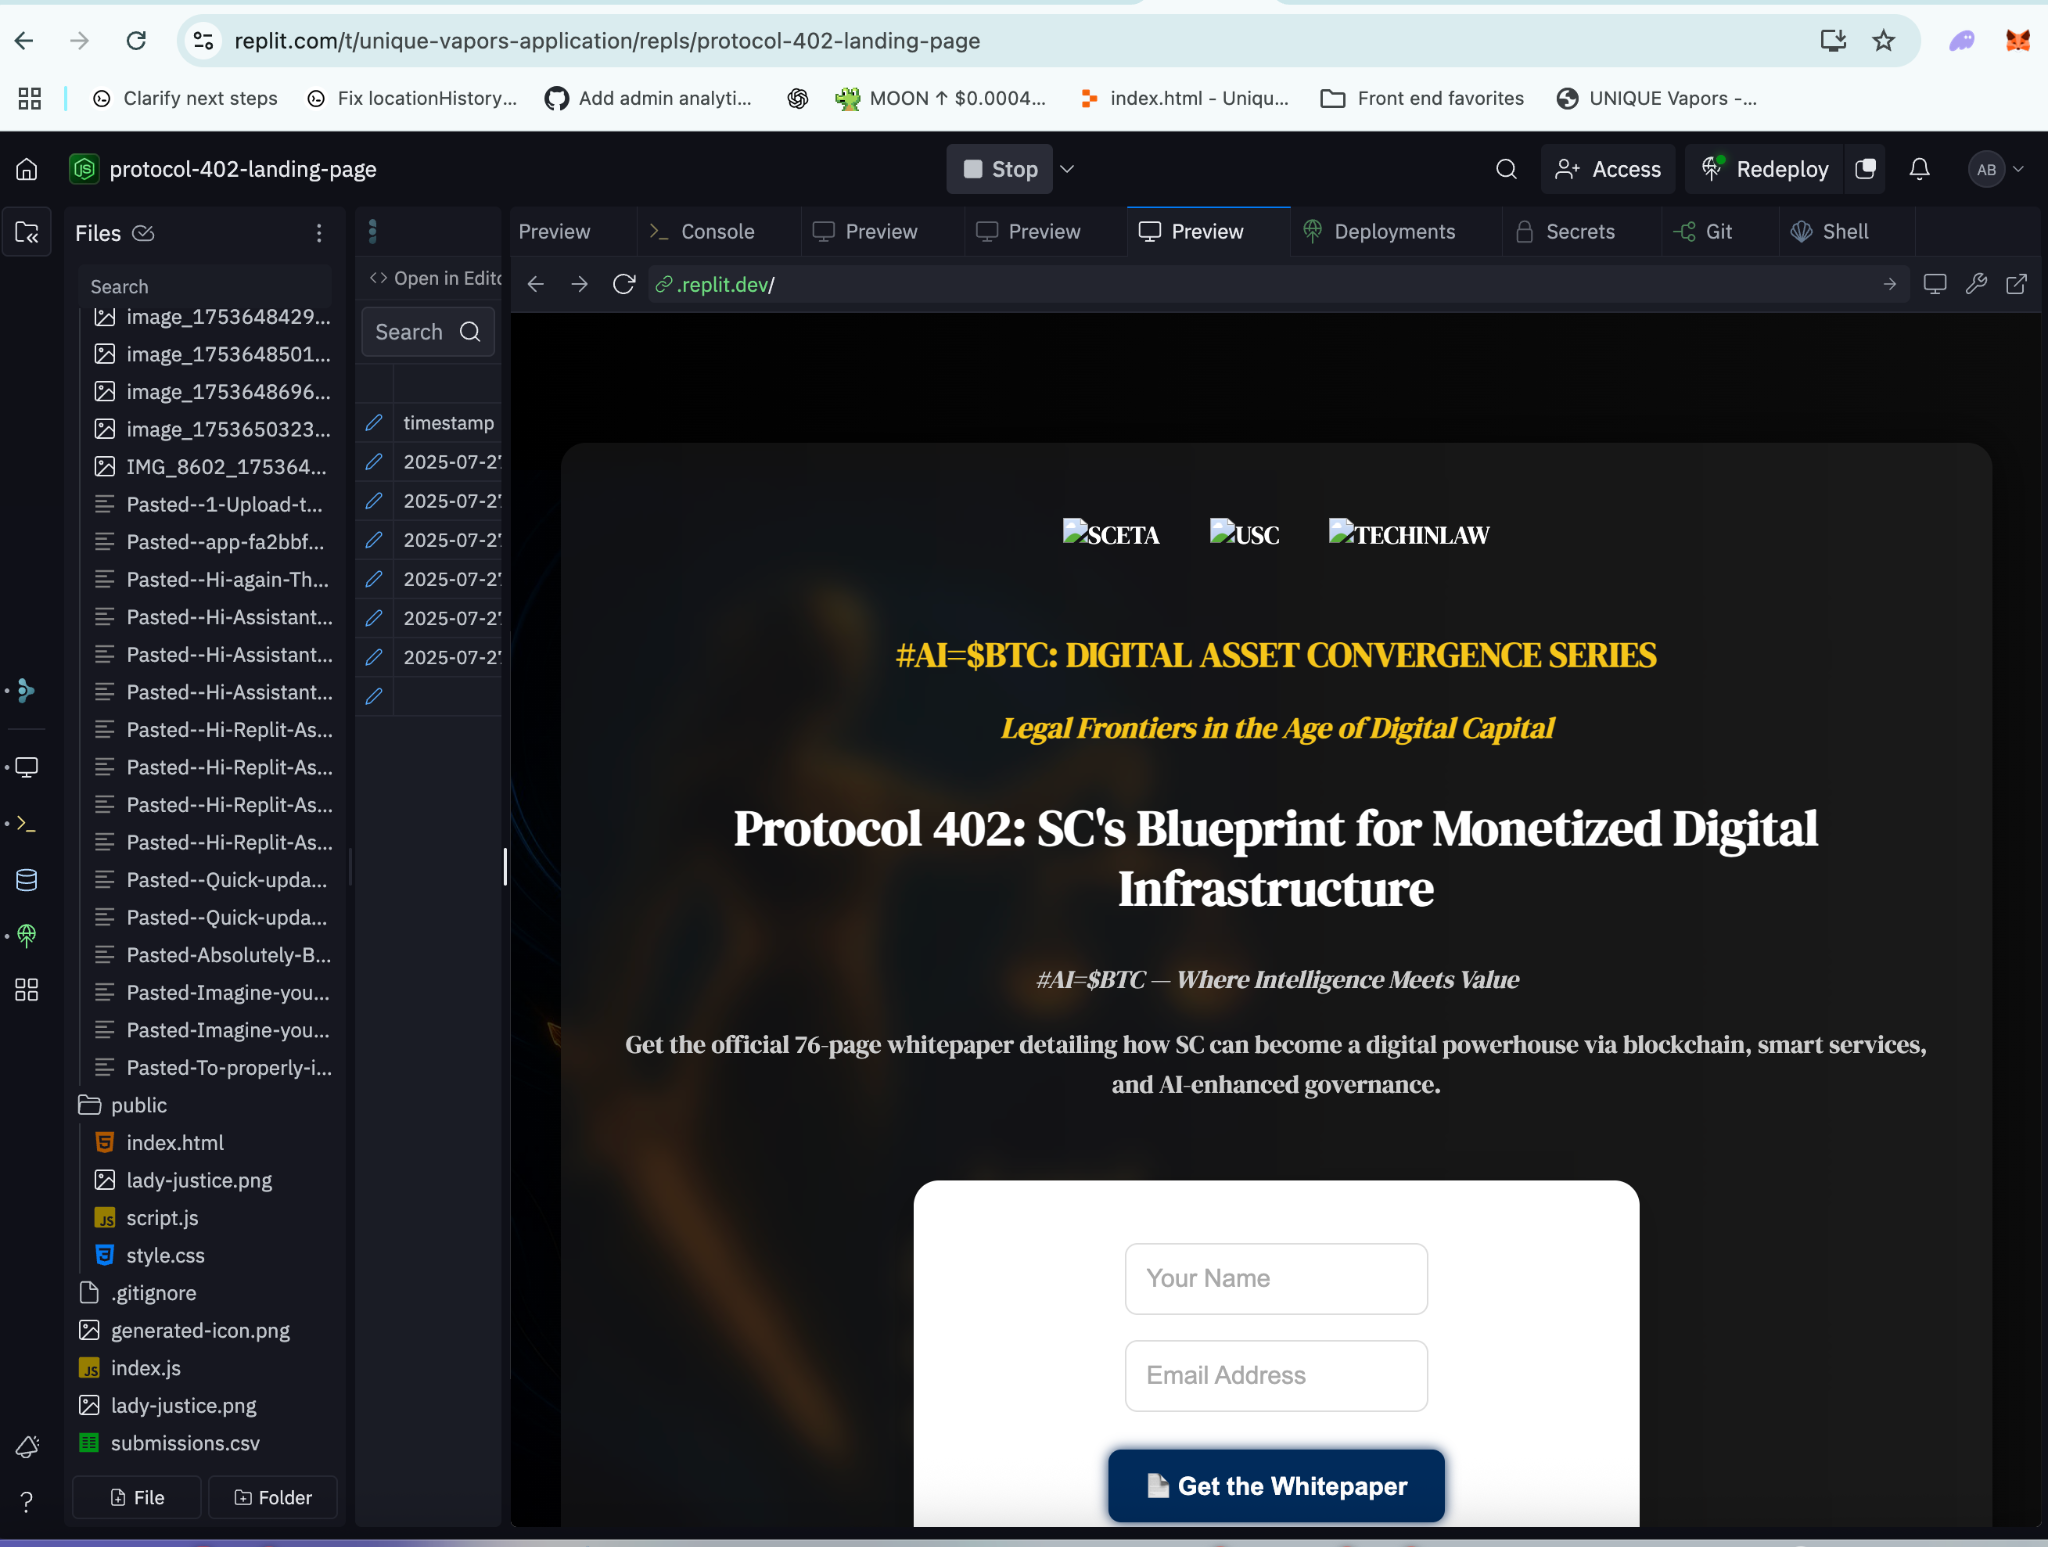 replit.com/t/unique-vapors-application/repls/protocol-402-landing-page
Clarify next steps
Fix locationHistory...
Add admin analyti...
MOON ↑ $0.0004...
index.html - Uniqu...
Front end favorites
UNIQUE Vapors -...
protocol-402-landing-page
Stop
Access
Redeploy
AB
Files
Search
image_1753648429...
image_1753648501...
image_1753648696...
image_1753650323...
IMG_8602_175364...
Pasted--1-Upload-t...
Pasted--app-fa2bbf...
Pasted--Hi-again-Th...
Pasted--Hi-Assistant...
Pasted--Hi-Assistant...
Pasted--Hi-Assistant...
Pasted--Hi-Replit-As...
Pasted--Hi-Replit-As...
Pasted--Hi-Replit-As...
Pasted--Hi-Replit-As...
Pasted--Quick-upda...
Pasted--Quick-upda...
Pasted-Absolutely-B...
Pasted-Imagine-you...
Pasted-Imagine-you...
Pasted-To-properly-i...
public
index.html
lady-justice.png
script.js
style.css
.gitignore
generated-icon.png
index.js
lady-justice.png
submissions.csv
File
Folder
Open in Edito
Search
timestamp
2025-07-27
2025-07-27
2025-07-27
2025-07-27
2025-07-27
2025-07-27
Preview
Console
Preview
Preview
Preview
Deployments
Secrets
Git
Shell
.replit.dev/
SCETA
USC
TECHINLAW
#AI=$BTC: DIGITAL ASSET CONVERGENCE SERIES
Legal Frontiers in the Age of Digital Capital
Protocol 402: SC's Blueprint for Monetized Digital
Infrastructure
#AI=$BTC — Where Intelligence Meets Value
Get the official 76-page whitepaper detailing how SC can become a digital powerhouse via blockchain, smart services,
and AI-enhanced governance.
Your Name
Email Address
Get the Whitepaper